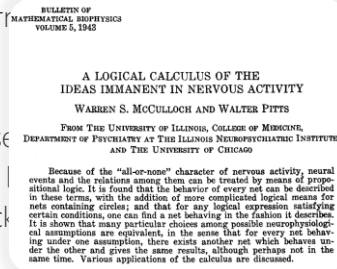 BULLETIN OF
MATHEMATICAL BIOPHYSICS
VOLUME 5, 1943
A LOGICAL CALCULUS OF THE
IDEAS IMMANENT IN NERVOUS ACTIVITY
WARREN S. MCCULLOCH AND WALTER PITTS
FROM THE UNIVERSITY OF ILLINOIS, COLLEGE OF MEDICINE,
DEPARTMENT OF PSYCHIATRY AT THE ILLINOIS NEUROPSYCHIATRIC INSTITUTE,
AND THE UNIVERSITY OF CHICAGO
Because of the "all-or-none" character of nervous activity, neural
events and the relations among them can be treated by means of propo-
sitional logic. It is found that the behavior of every net can be described
in these terms, with the addition of more complicated logical means for
nets containing circles; and that for any logical expression satisfying
certain conditions, one can find a net behaving in the fashion it describes.
It is shown that many particular choices among possible neurophysiologi-
cal assumptions are equivalent, in the sense that for every net behav-
ing under one assumption, there exists another net which behaves un-
der the other and gives the same results, although perhaps not in the
same time. Various applications of the calculus are discussed.